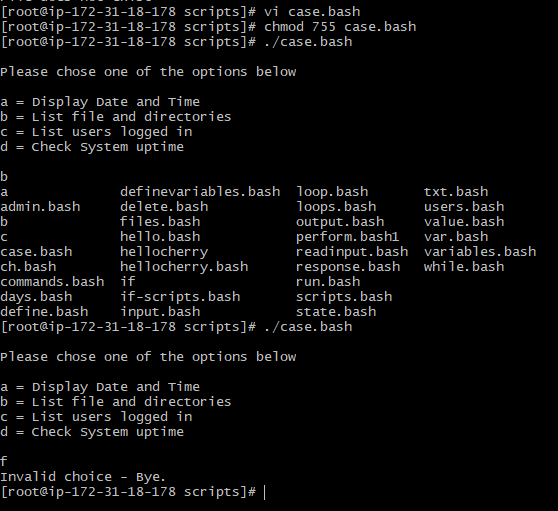 [root@ip-172-31-18-178 scripts]# vi case.bash
[root@ip-172-31-18-178 scripts]# chmod 755 case.bash
[root@ip-172-31-18-178 scripts]# ./case.bash
Please chose one of the options below
a = Display Date and Time
b = List file and directories
c = List users logged in
d = Check System uptime
b
a definevariables.bash loop.bash txt.bash
admin.bash delete.bash loops.bash users.bash
b files.bash output.bash value.bash
c hello.bash perform.bash1 var.bash
case.bash hellocherry readinput.bash variables.bash
ch.bash hellocherry.bash response.bash while.bash
commands.bash if run.bash
days.bash if-scripts.bash scripts.bash
define.bash input.bash state.bash
[root@ip-172-31-18-178 scripts]# ./case.bash
Please chose one of the options below
a = Display Date and Time
b = List file and directories
c = List users logged in
d = Check System uptime
f
Invalid choice - Bye.
[root@ip-172-31-18-178 scripts]#